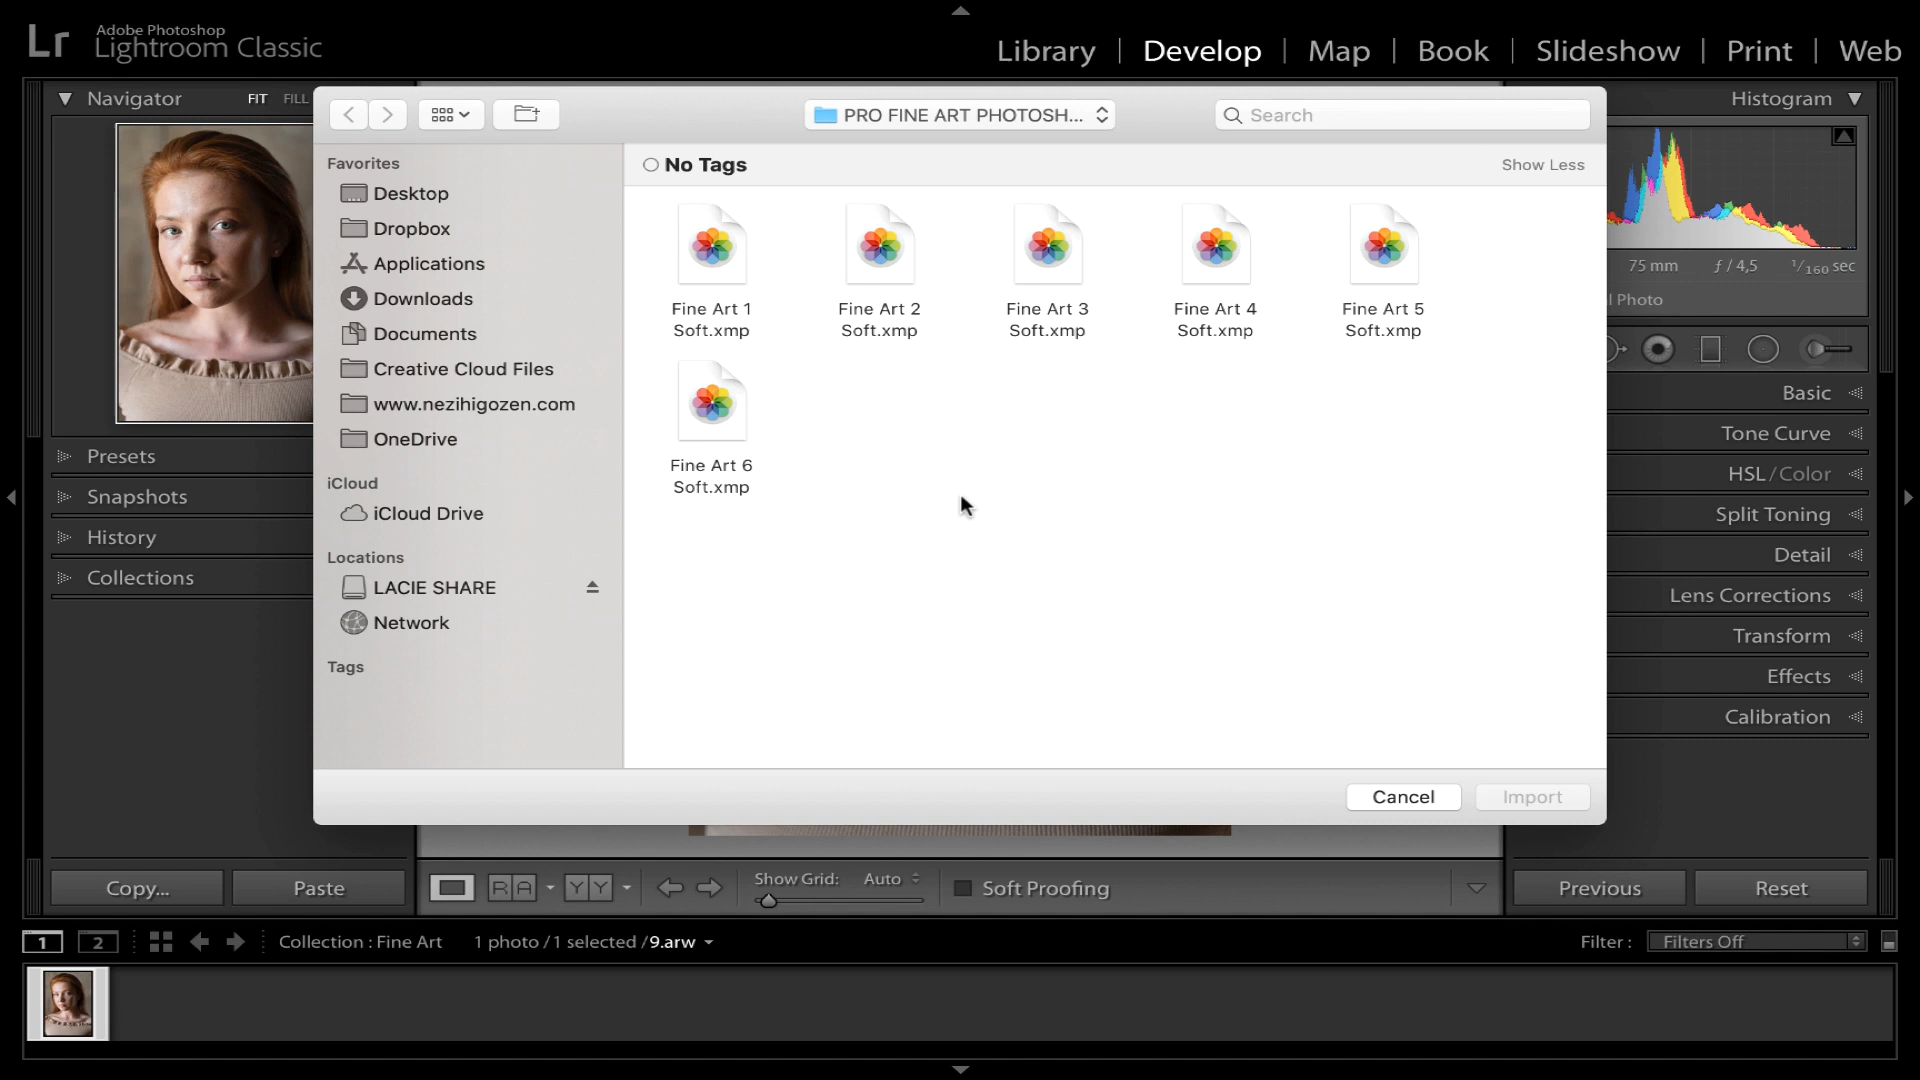 Lr Adobe Photoshop
Lightroom Classic
Library | Develop | Map | Book | Slideshow | Print | Web
Navigator FIT FILL
PRO FINE ART PHOTOSH...
Search
Histogram
Favorites
Desktop
Dropbox
Applications
Downloads
Documents
Creative Cloud Files
www.nezihigozen.com
OneDrive
iCloud
iCloud Drive
Locations
LACIE SHARE
Network
Tags
No Tags
Show Less
Fine Art 1
Soft.xmp
Fine Art 2
Soft.xmp
Fine Art 3
Soft.xmp
Fine Art 4
Soft.xmp
Fine Art 5
Soft.xmp
Fine Art 6
Soft.xmp
Cancel
Import
75 mm ƒ / 4,5 1/160 sec
l Photo
Presets
Snapshots
History
Collections
Basic
Tone Curve
HSL / Color
Split Toning
Detail
Lens Corrections
Transform
Effects
Calibration
Copy... Paste
R A Y Y Show Grid: Auto Soft Proofing
Previous Reset
1 2 Collection : Fine Art 1 photo / 1 selected / 9.arw
Filter : Filters Off